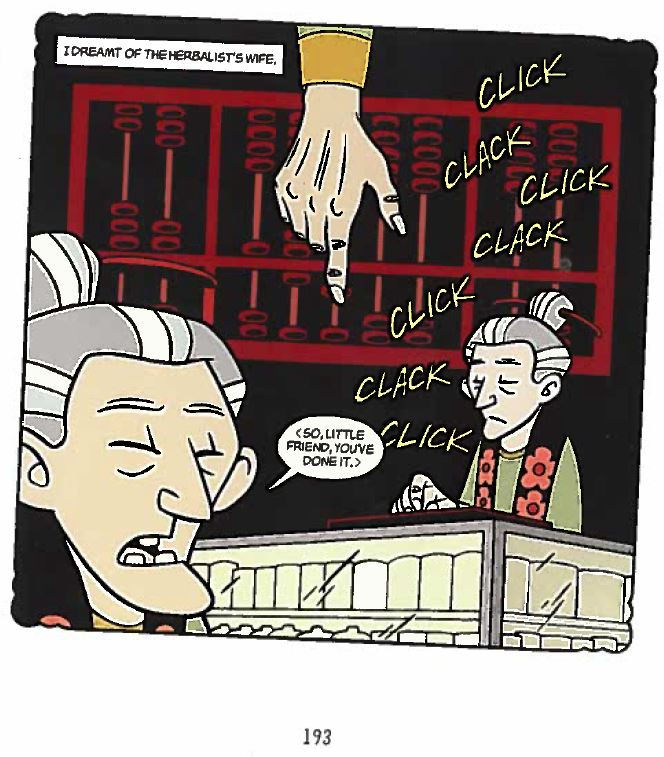 I DREAMT OF THE HERBALIST'S WIFE,
CLICK
CLACK
CLICK
CLACK
CLICK
CLACK
CLICK
<SO, LITTLE
FRIEND, YOU'VE
DONE IT.>
193